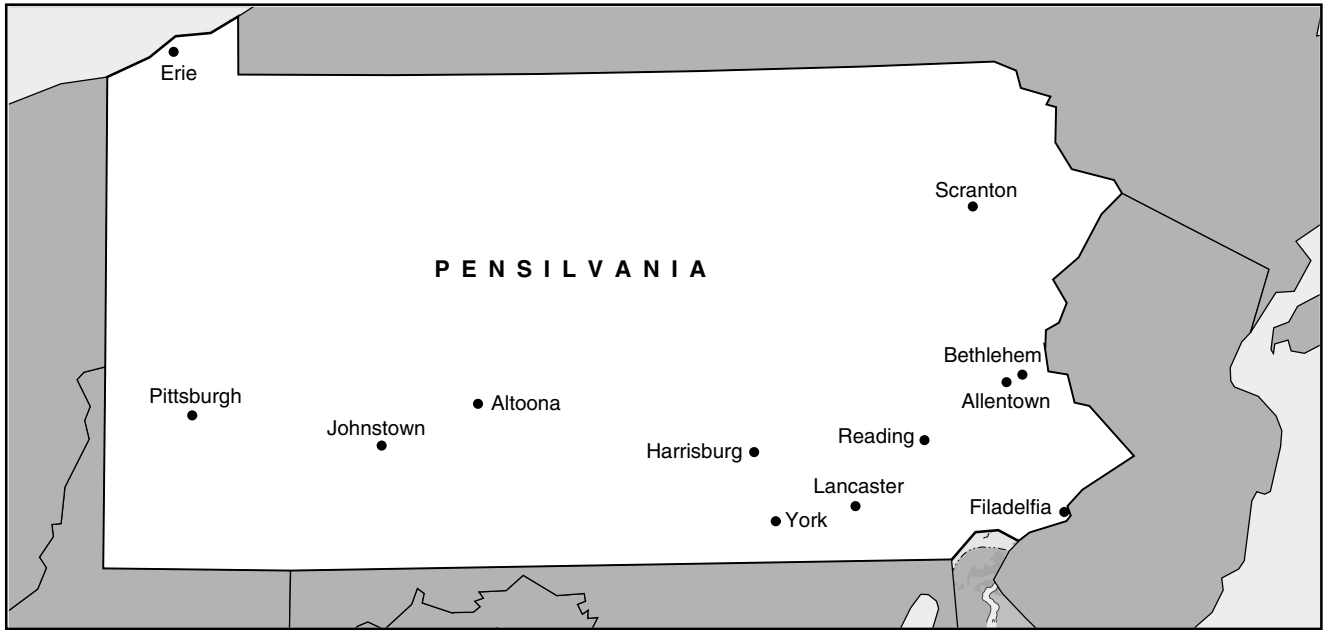 Erie
Scranton
PENSILVANIA
Bethlehem
Allentown
Pittsburgh
Altoona
Johnstown
Reading
Harrisburg
Lancaster
Filadelfia
York